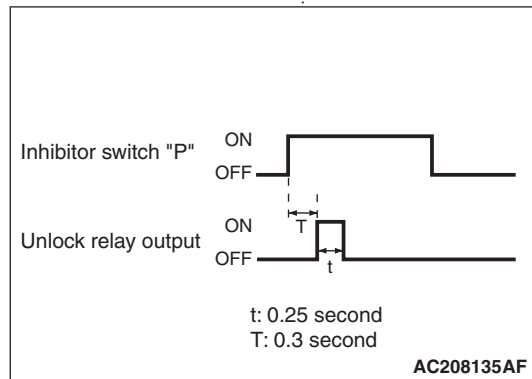 Inhibitor switch "P"
ON
OFF
Unlock relay output
ON
OFF
T
t
t: 0.25 second
T: 0.3 second
AC208135AF